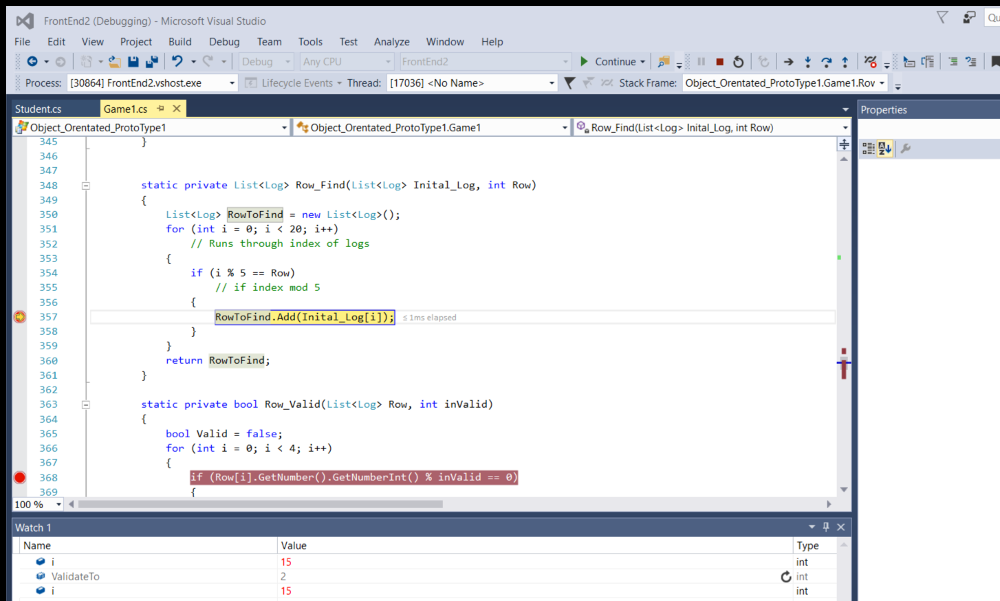 FrontEnd2 (Debugging) - Microsoft Visual Studio
Qu
File Edit View Project Build Debug Team Tools Test Analyze Window Help
Debug Any CPU FrontEnd2 Continue
Process: [30864] FrontEnd2.vshost.exe Lifecycle Events Thread: [17036] <No Name> Stack Frame: Object_Orentated_ProtoType1.Game1.Rov
Student.cs Game1.cs Properties
Object_Orentated_ProtoType1 Object_Orentated_ProtoType1.Game1 Row_Find(List<Log> Inital_Log, int Row)
345 }
346
347
348 static private List<Log> Row_Find(List<Log> Inital_Log, int Row)
349 {
350 List<Log> RowToFind = new List<Log>();
351 for (int i = 0; i < 20; i++)
352 // Runs through index of logs
353 {
354 if (i % 5 == Row)
355 // if index mod 5
356 {
357 RowToFind.Add(Inital_Log[i]); ≤ 1ms elapsed
358 }
359 }
360 return RowToFind;
361 }
362
363 static private bool Row_Valid(List<Log> Row, int inValid)
364 {
365 bool Valid = false;
366 for (int i = 0; i < 4; i++)
367 {
368 if (Row[i].GetNumber().GetNumberInt() % inValid == 0)
369 {
100 %
Watch 1
Name Value Type
i 15 int
ValidateTo 2 int
i 15 int